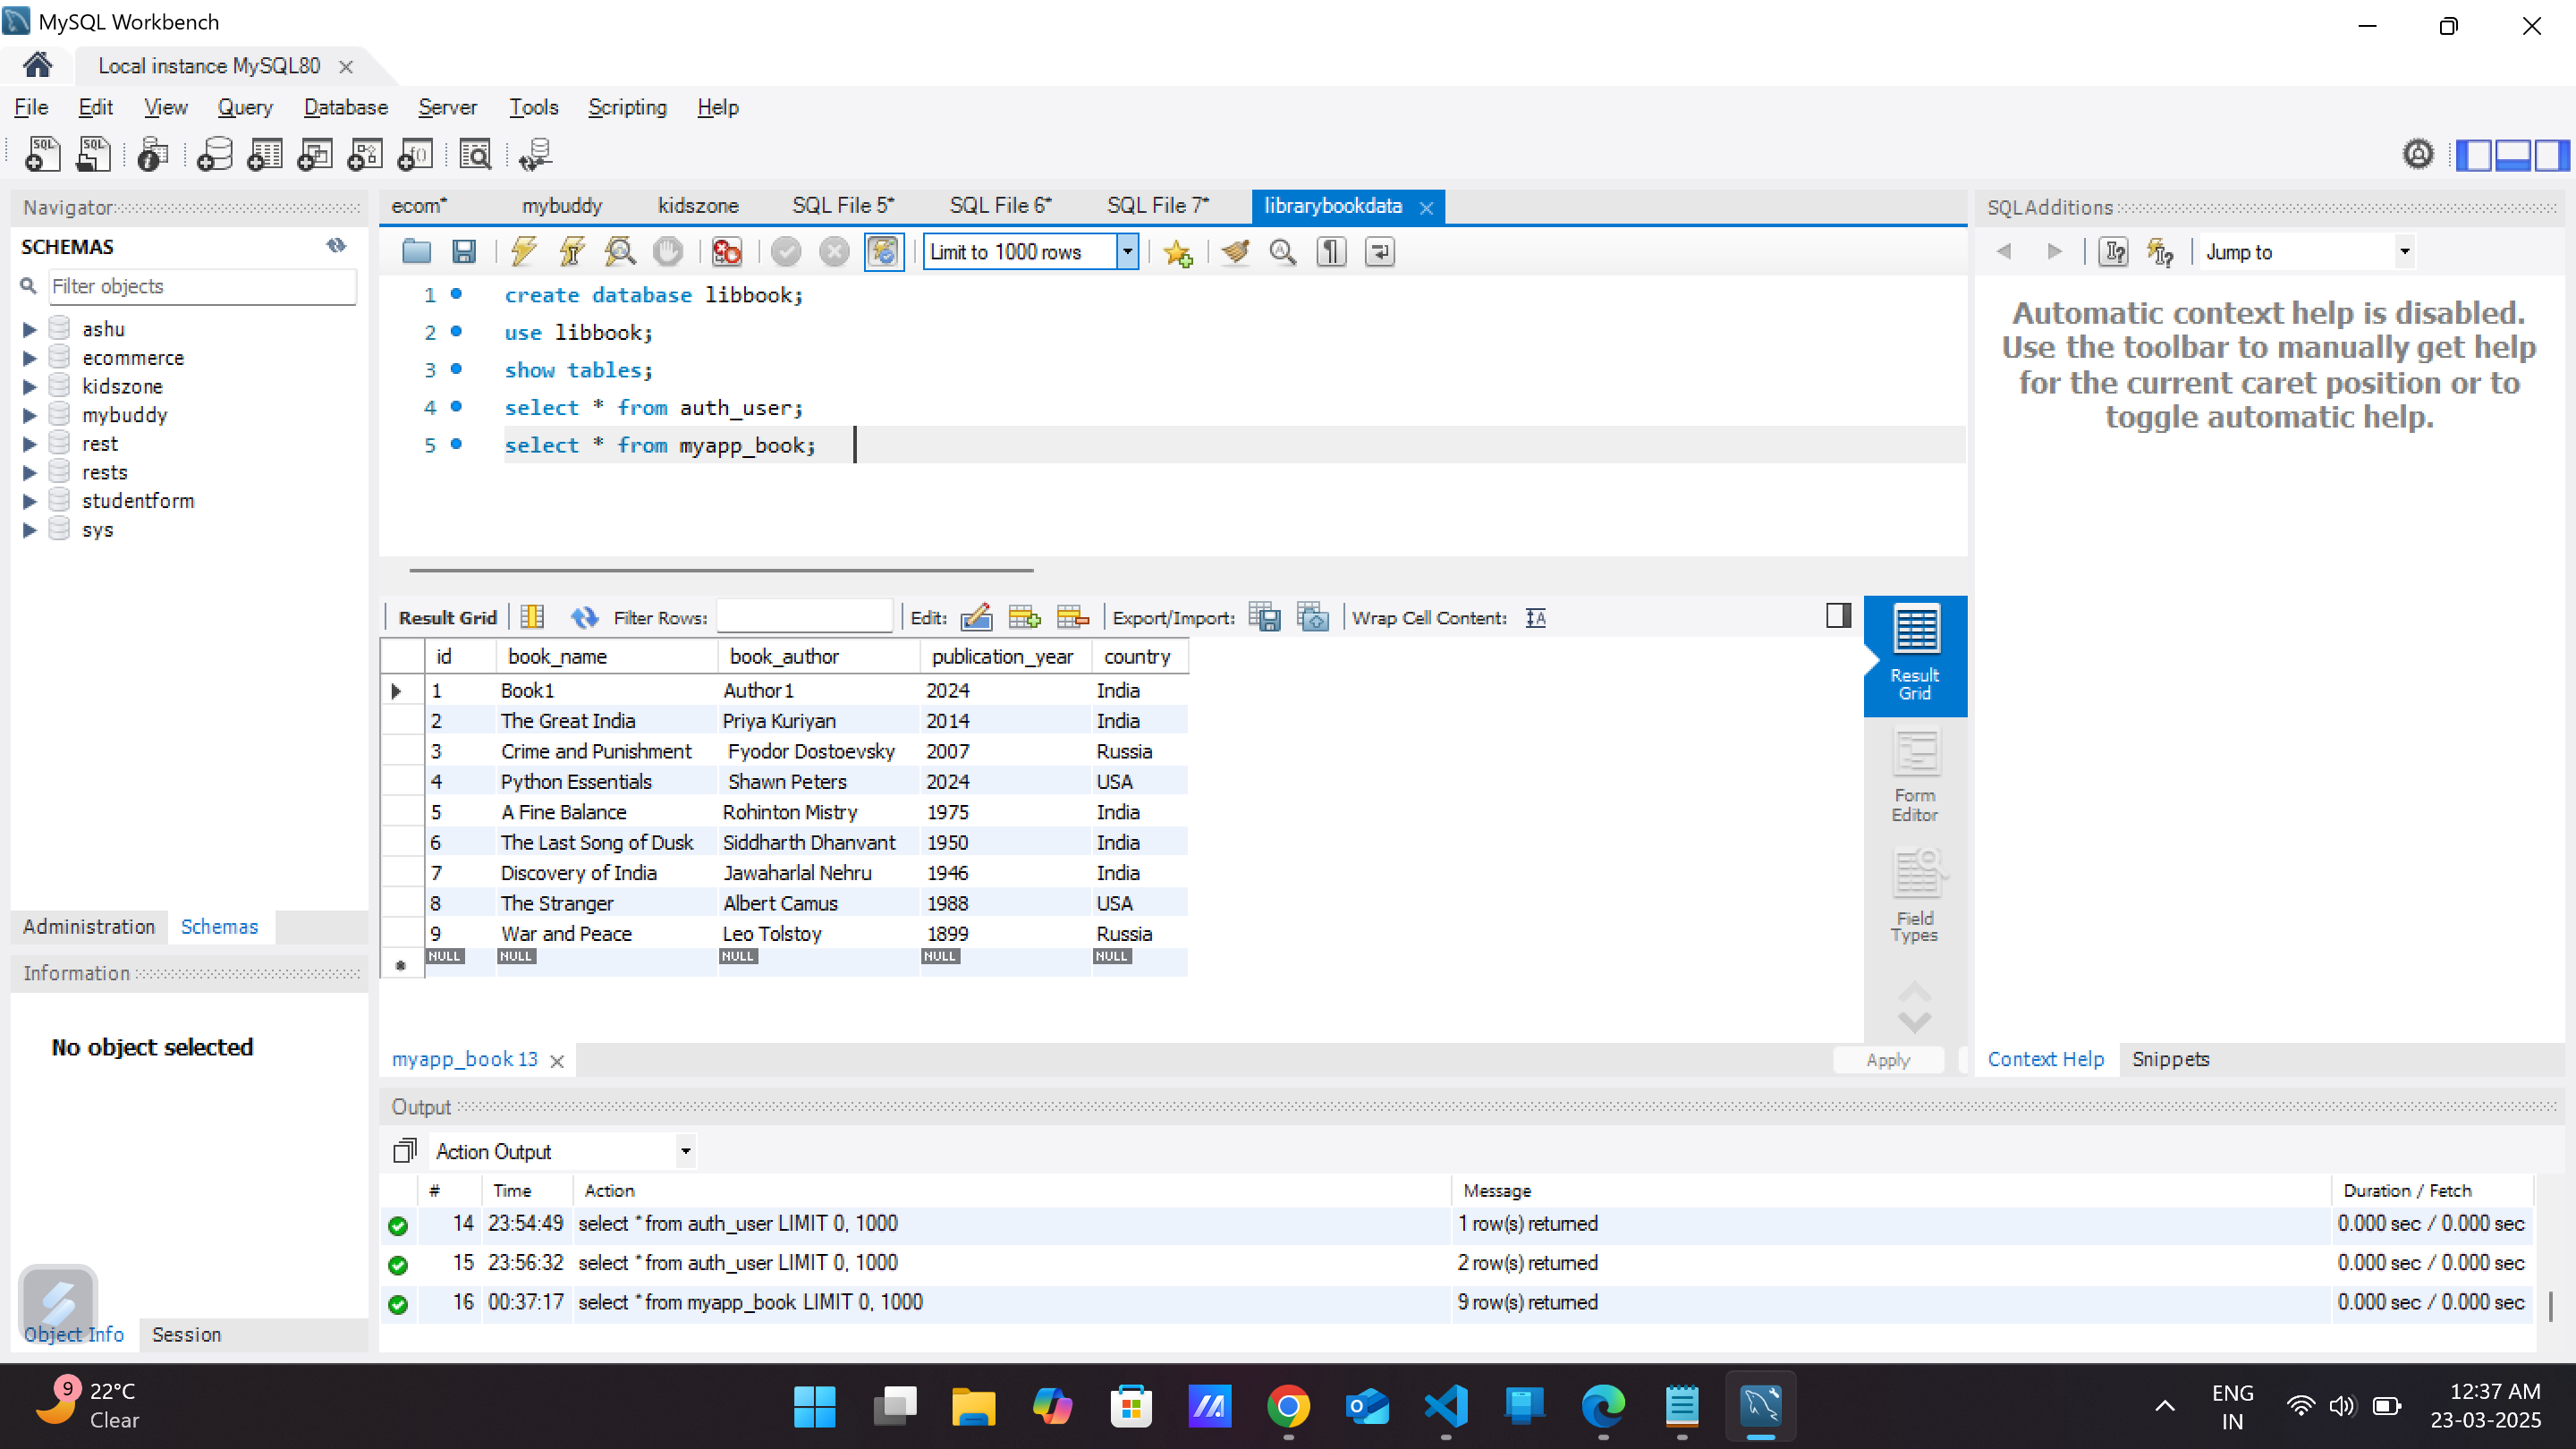 MySQL Workbench
Local instance MySQL80
File Edit View Query Database Server Tools Scripting Help
Navigator
SCHEMAS
Filter objects
ashu
ecommerce
kidszone
mybuddy
rest
rests
studentform
sys
Administration Schemas
Information
No object selected
Object Info Session
ecom* mybuddy kidszone SQL File 5* SQL File 6* SQL File 7* librarybookdata
Limit to 1000 rows
1 create database libbook;
2 use libbook;
3 show tables;
4 select * from auth_user;
5 select * from myapp_book;
Result Grid Filter Rows: Edit: Export/Import: Wrap Cell Content:
id book_name book_author publication_year country
1 Book1 Author1 2024 India
2 The Great India Priya Kuriyan 2014 India
3 Crime and Punishment Fyodor Dostoevsky 2007 Russia
4 Python Essentials Shawn Peters 2024 USA
5 A Fine Balance Rohinton Mistry 1975 India
6 The Last Song of Dusk Siddharth Dhanvant 1950 India
7 Discovery of India Jawaharlal Nehru 1946 India
8 The Stranger Albert Camus 1988 USA
9 War and Peace Leo Tolstoy 1899 Russia
NULL NULL NULL NULL NULL
Result
Grid
Form
Editor
Field
Types
myapp_book 13
Apply
SQLAdditions
Jump to
Automatic context help is disabled.
Use the toolbar to manually get help
for the current caret position or to
toggle automatic help.
Context Help Snippets
Output
Action Output
# Time Action Message Duration / Fetch
14 23:54:49 select * from auth_user LIMIT 0, 1000 1 row(s) returned 0.000 sec / 0.000 sec
15 23:56:32 select * from auth_user LIMIT 0, 1000 2 row(s) returned 0.000 sec / 0.000 sec
16 00:37:17 select * from myapp_book LIMIT 0, 1000 9 row(s) returned 0.000 sec / 0.000 sec
9
22°C
Clear
ENG
IN
12:37 AM
23-03-2025